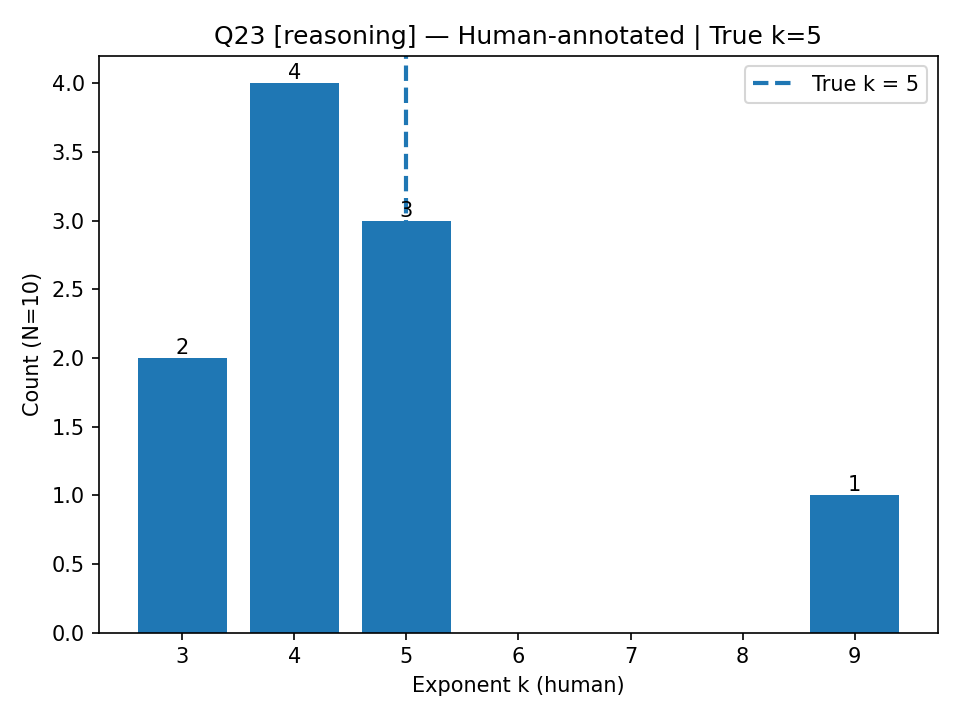 Q23 [reasoning] — Human-annotated | True k=5
True k = 5
4.0
3.5
3.0
2.5
2.0
1.5
1.0
0.5
0.0
Count (N=10)
2
4
3
1
3 4 5 6 7 8 9
Exponent k (human)